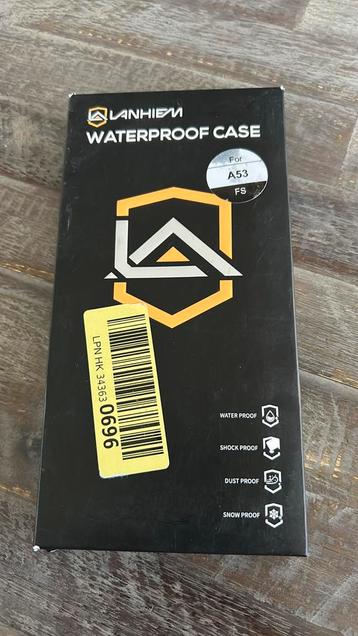 LANHIEM
WATERPROOF CASE
For
A53
FS
LPN HK 34363 0696
WATER PROOF
SHOCK PROOF
DUST PROOF
SNOW PROOF